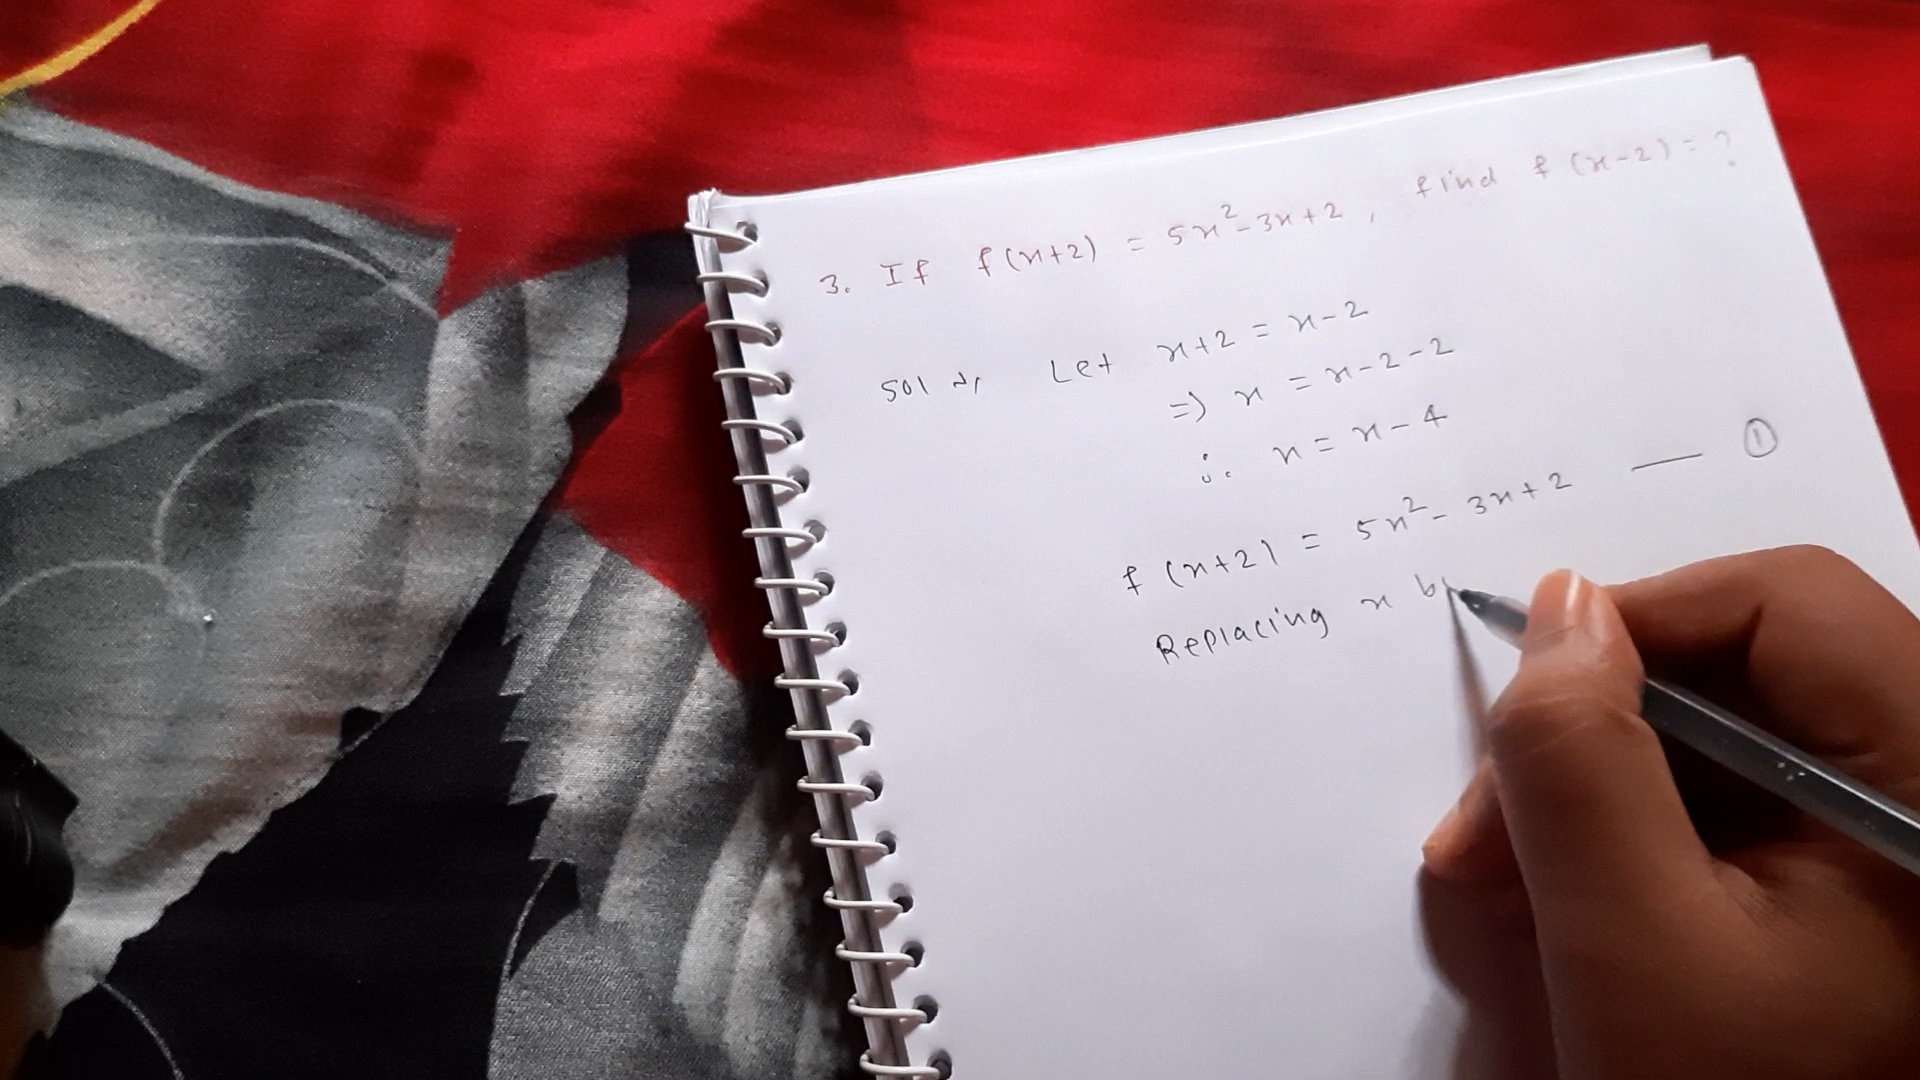 3. If f(x+2) = 5x²-3x+2, find f(x-2) = ?
Let x+2 = x-2
=) x = x-2-2
∴ x = x-4
f(x+2) = 5x²-3x+2 — ①
Replacing x by